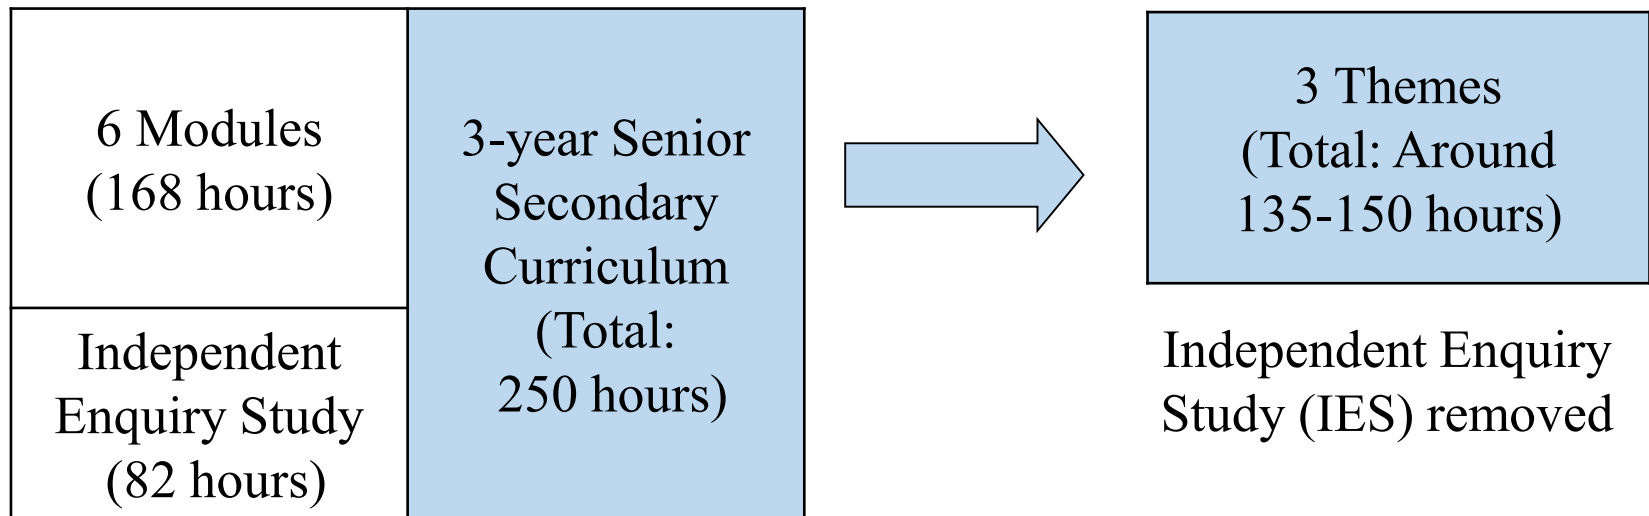 6 Modules
(168 hours)
Independent
Enquiry Study
(82 hours)
3-year Senior
Secondary
Curriculum
(Total:
250 hours)
3 Themes
(Total: Around
135-150 hours)
Independent Enquiry
Study (IES) removed